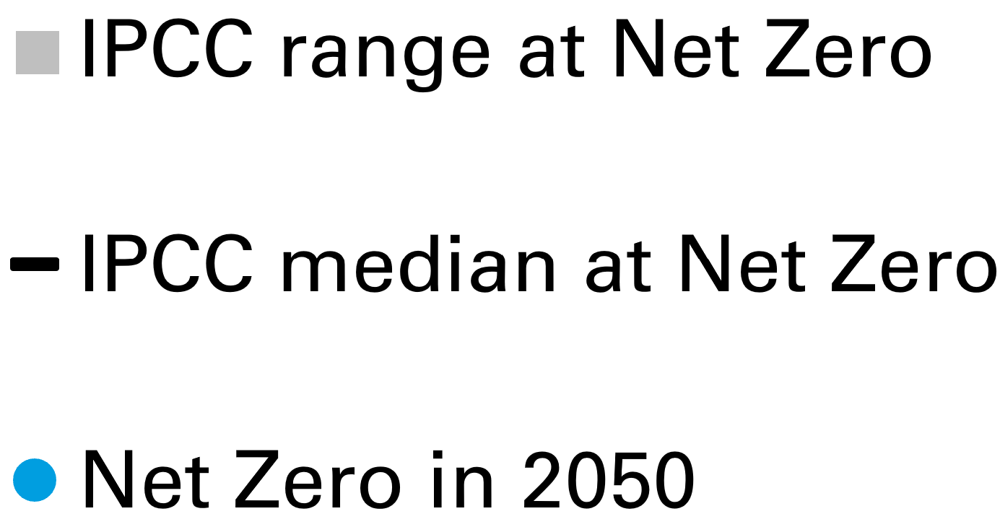 IPCC range at Net Zero
IPCC median at Net Zero
Net Zero in 2050